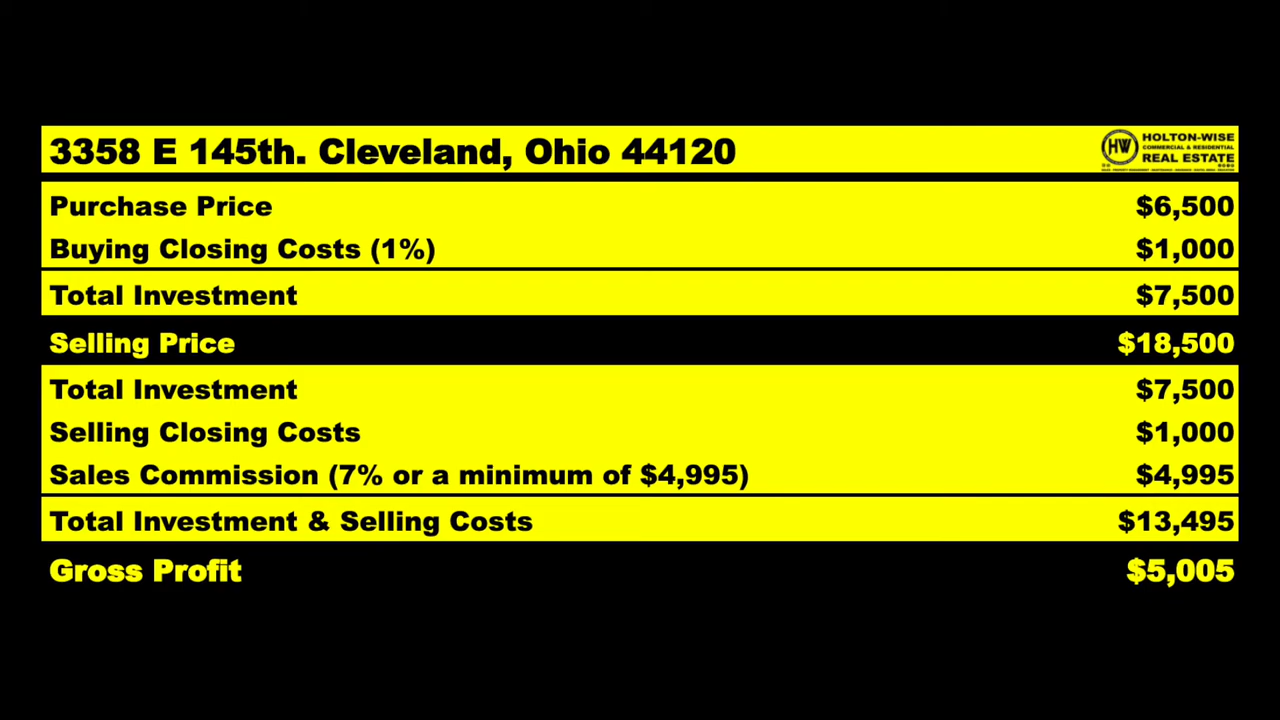 3358 E 145th. Cleveland, Ohio 44120
HW
HOLTON-WISE
COMMERCIAL & RESIDENTIAL
REAL ESTATE
Purchase Price $6,500
Buying Closing Costs (1%) $1,000
Total Investment $7,500
Selling Price $18,500
Total Investment $7,500
Selling Closing Costs $1,000
Sales Commission (7% or a minimum of $4,995) $4,995
Total Investment & Selling Costs $13,495
Gross Profit $5,005